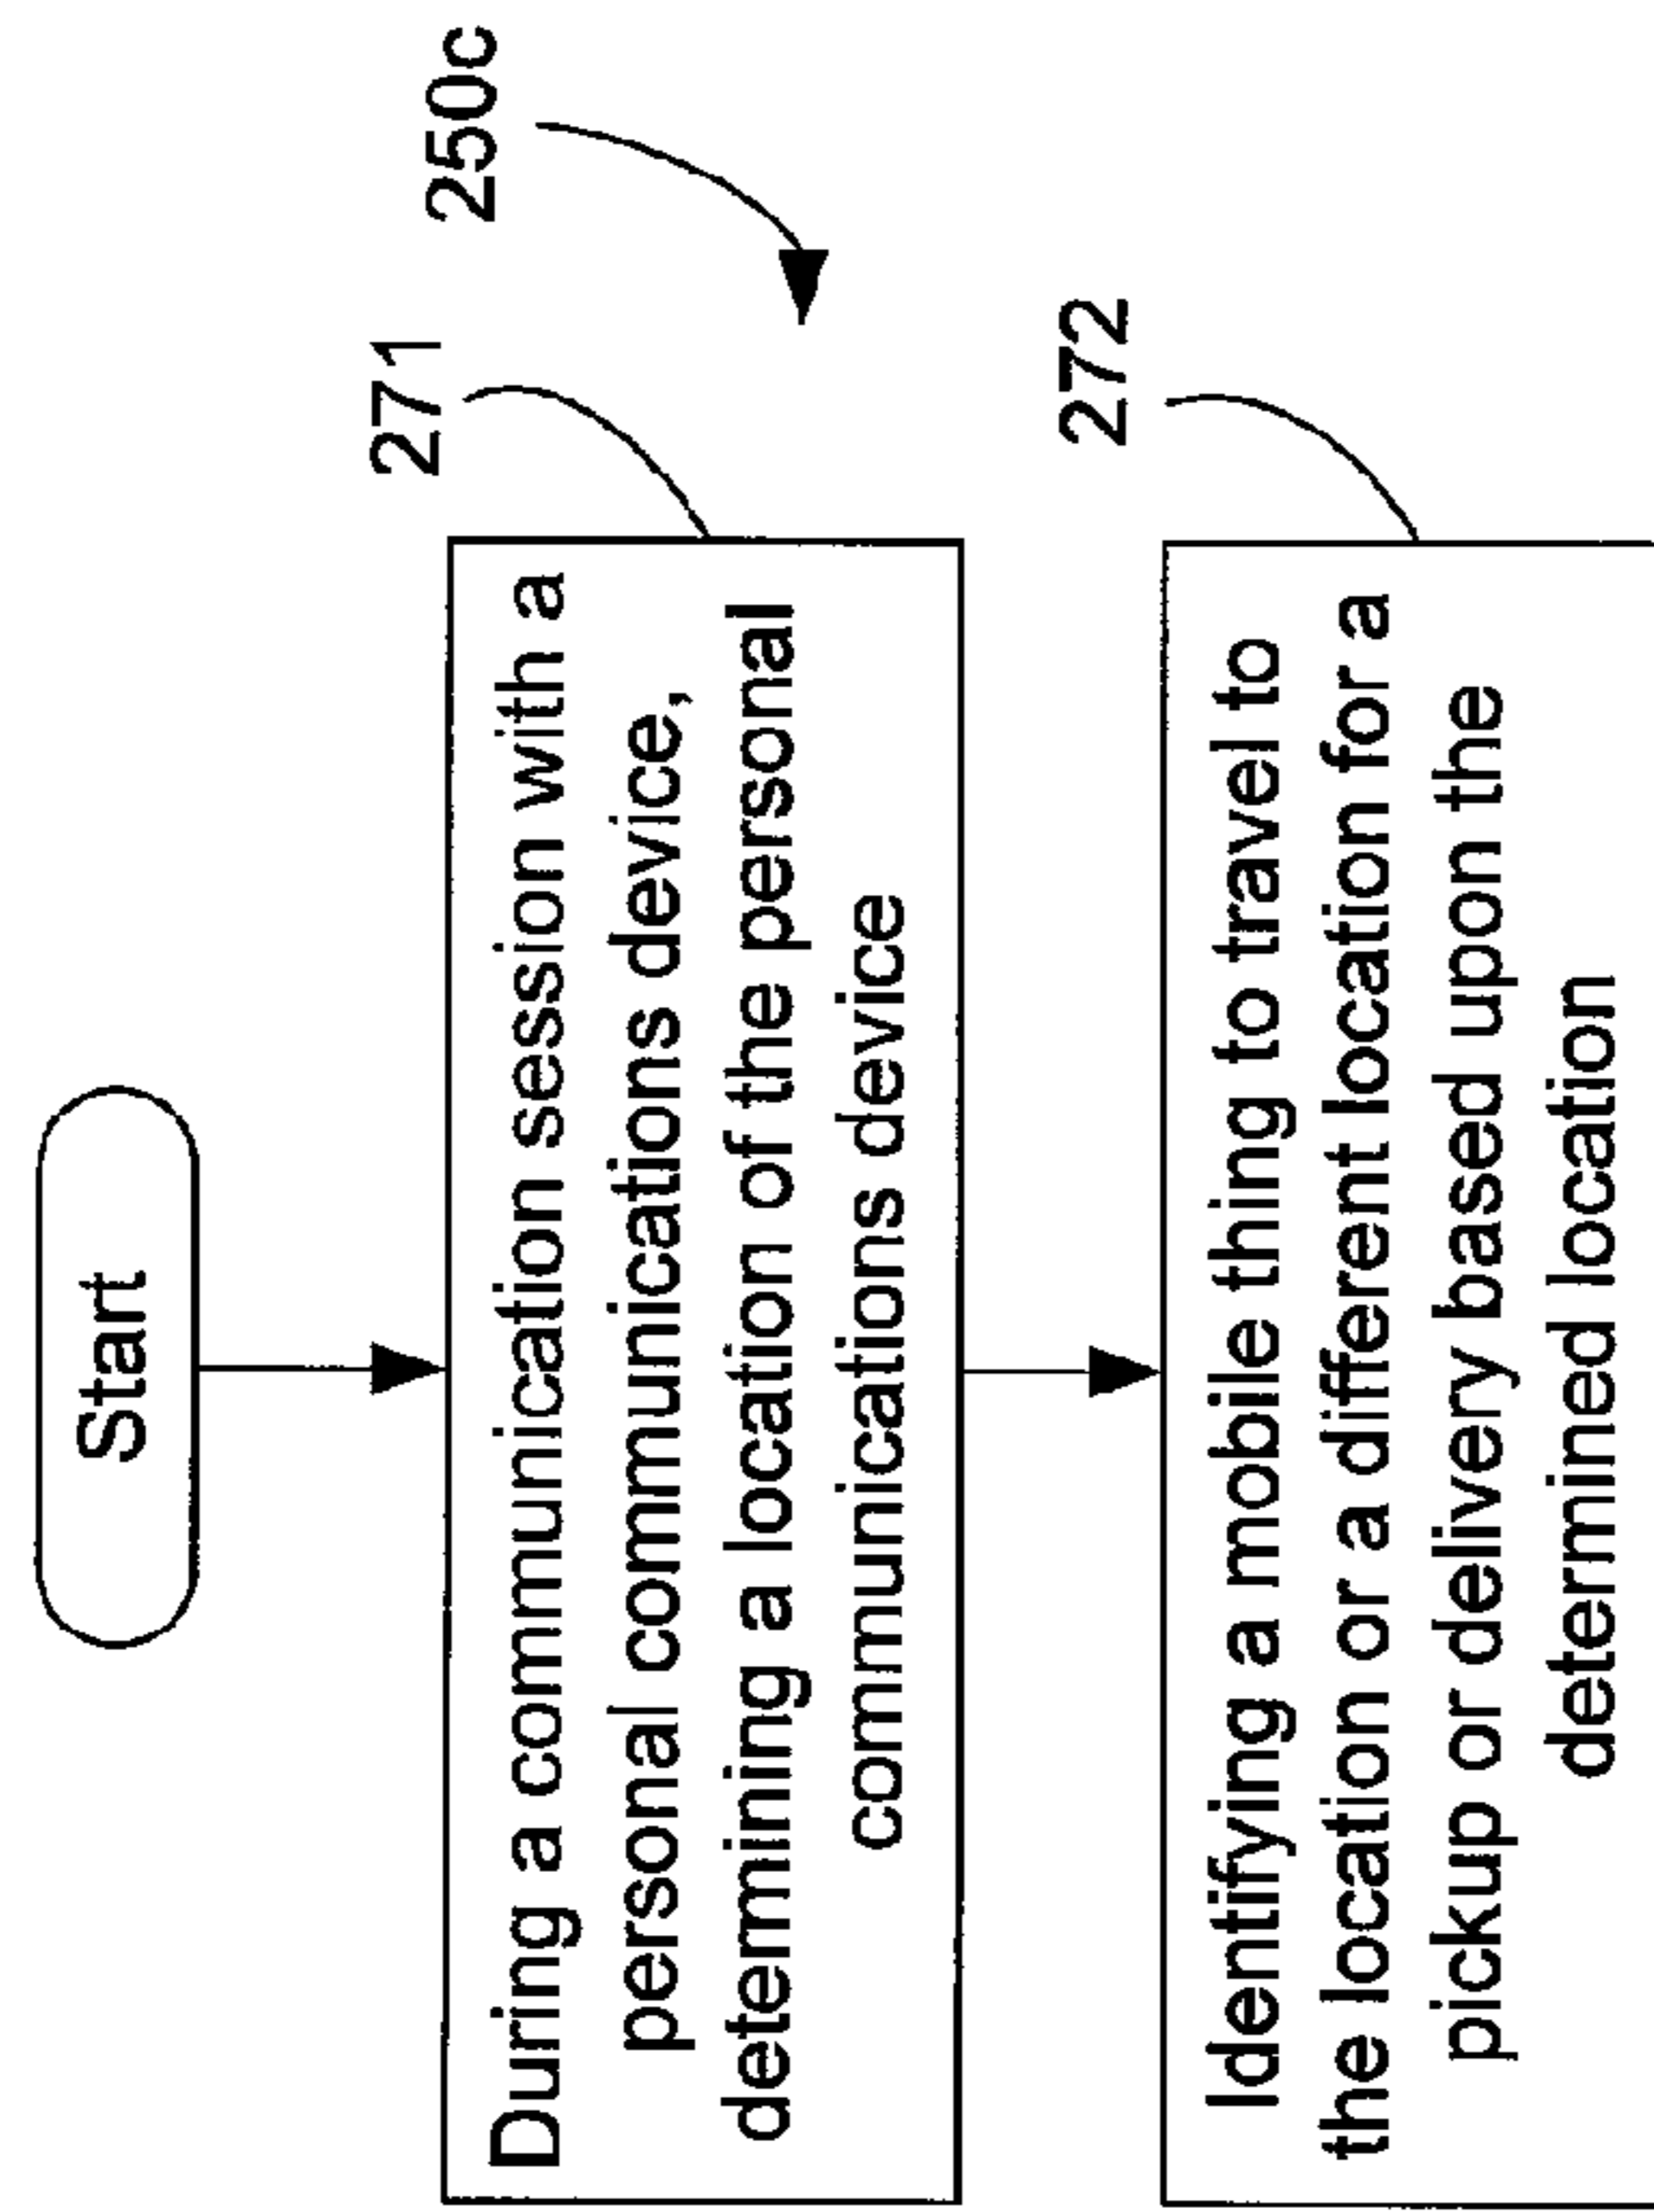 Start
250c
271
During a communication session with a
personal communications device,
determining a location of the personal
communications device
272
Identifying a mobile thing to travel to
the location or a different location for a
pickup or delivery based upon the
determined location